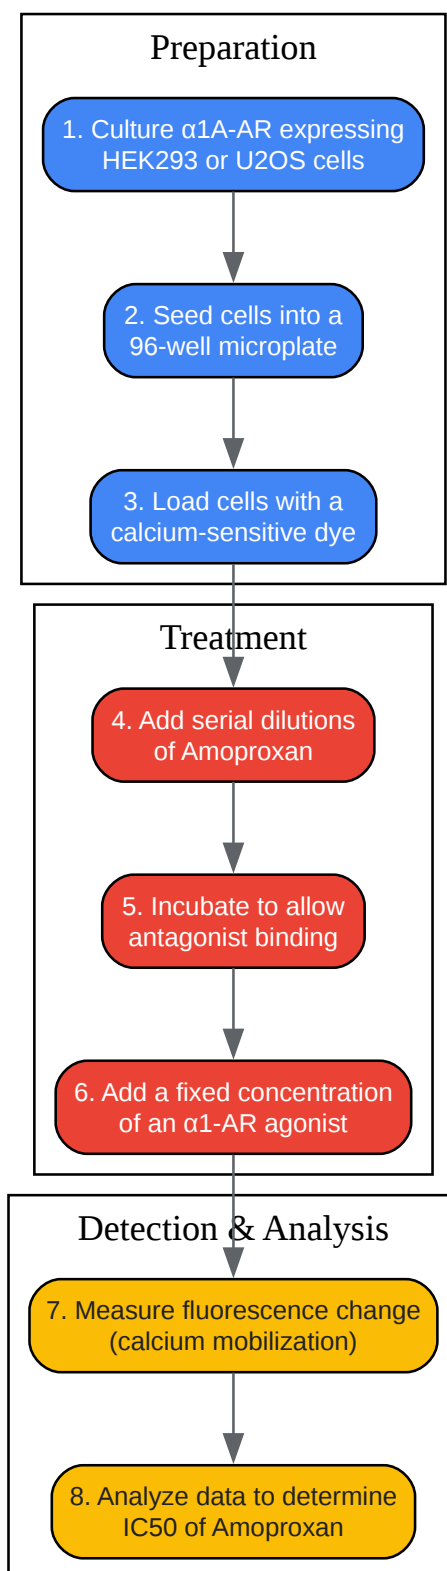 Preparation
1. Culture α1A-AR expressing
HEK293 or U2OS cells
2. Seed cells into a
96-well microplate
3. Load cells with a
calcium-sensitive dye
Treatment
4. Add serial dilutions
of Amoproxan
5. Incubate to allow
antagonist binding
6. Add a fixed concentration
of an α1-AR agonist
Detection & Analysis
7. Measure fluorescence change
(calcium mobilization)
8. Analyze data to determine
IC50 of Amoproxan